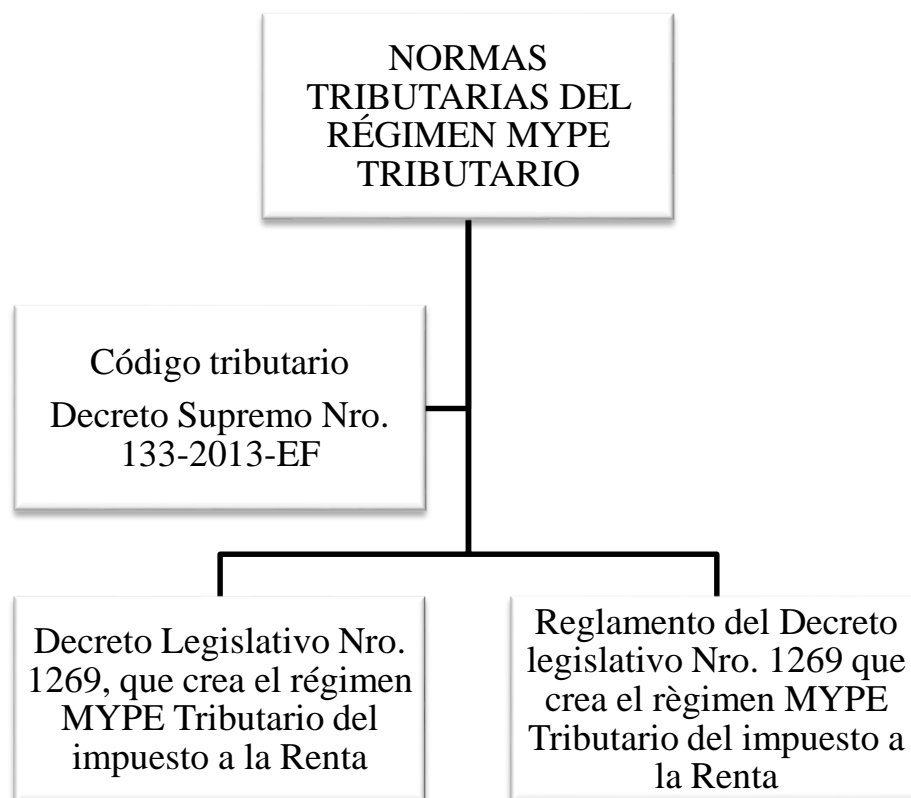 NORMAS
TRIBUTARIAS DEL
RÉGIMEN MYPE
TRIBUTARIO
Código tributario
Decreto Supremo Nro.
133-2013-EF
Decreto Legislativo Nro.
1269, que crea el régimen
MYPE Tributario del
impuesto a la Renta
Reglamento del Decreto
legislativo Nro. 1269 que
crea el règimen MYPE
Tributario del impuesto a
la Renta